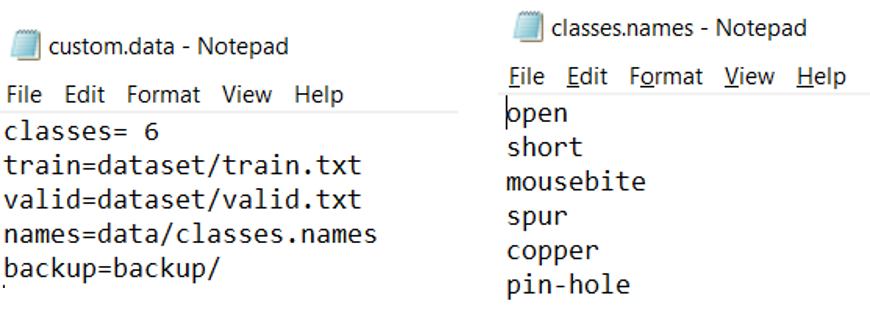 custom.data - Notepad
File Edit Format View Help
classes= 6
train=dataset/train.txt
valid=dataset/valid.txt
names=data/classes.names
backup=backup/
classes.names - Notepad
File Edit Format View Help
open
short
mousebite
spur
copper
pin-hole